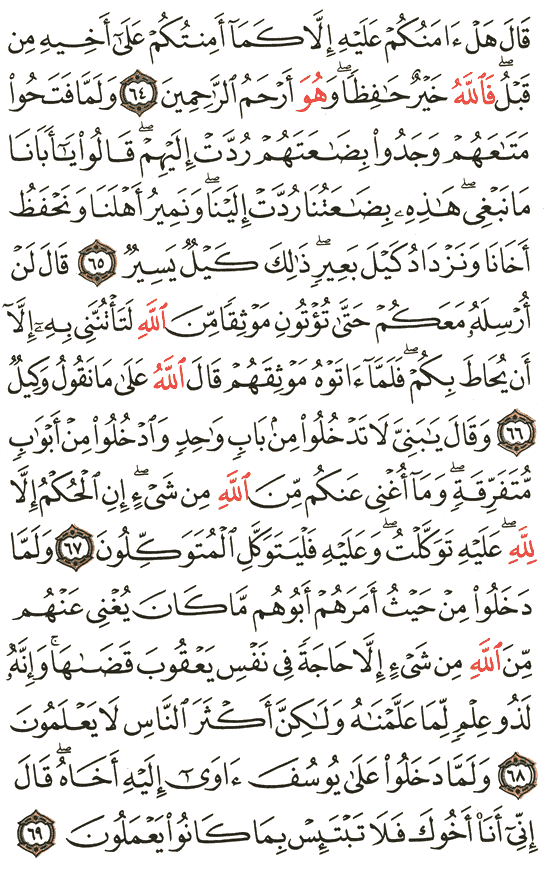 قَالَ هَلْ ءَامَنُكُمْ عَلَيْهِ إِلَّا كَمَآ أَمِنتُكُمْ عَلَىٰٓ أَخِيهِ مِن
قَبْلُ ۖ فَٱللَّهُ خَيْرٌ حَٰفِظًا ۖ وَهُوَ أَرْحَمُ ٱلرَّٰحِمِينَ ٦٤ وَلَمَّا فَتَحُوا۟
مَتَٰعَهُمْ وَجَدُوا۟ بِضَٰعَتَهُمْ رُدَّتْ إِلَيْهِمْ ۖ قَالُوا۟ يَٰٓأَبَانَا
مَا نَبْغِى ۖ هَٰذِهِۦ بِضَٰعَتُنَا رُدَّتْ إِلَيْنَا ۖ وَنَمِيرُ أَهْلَنَا وَنَحْفَظُ
أَخَانَا وَنَزْدَادُ كَيْلَ بَعِيرٍ ۖ ذَٰلِكَ كَيْلٌ يَسِيرٌ ٦٥ قَالَ لَنْ
أُرْسِلَهُۥ مَعَكُمْ حَتَّىٰ تُؤْتُونِ مَوْثِقًا مِّنَ ٱللَّهِ لَتَأْتُنَّنِى بِهِۦٓ إِلَّآ
أَن يُحَاطَ بِكُمْ ۖ فَلَمَّآ ءَاتَوْهُ مَوْثِقَهُمْ قَالَ ٱللَّهُ عَلَىٰ مَا نَقُولُ وَكِيلٌ
٦٦ وَقَالَ يَٰبَنِىَّ لَا تَدْخُلُوا۟ مِنۢ بَابٍ وَٰحِدٍ وَٱدْخُلُوا۟ مِنْ أَبْوَٰبٍ
مُّتَفَرِّقَةٍ ۖ وَمَآ أُغْنِى عَنكُم مِّنَ ٱللَّهِ مِن شَىْءٍ ۖ إِنِ ٱلْحُكْمُ إِلَّا
لِلَّهِ ۖ عَلَيْهِ تَوَكَّلْتُ ۖ وَعَلَيْهِ فَلْيَتَوَكَّلِ ٱلْمُتَوَكِّلُونَ ٦٧ وَلَمَّا
دَخَلُوا۟ مِنْ حَيْثُ أَمَرَهُمْ أَبُوهُم مَّا كَانَ يُغْنِى عَنْهُم
مِّنَ ٱللَّهِ مِن شَىْءٍ إِلَّا حَاجَةً فِى نَفْسِ يَعْقُوبَ قَضَىٰهَا ۚ وَإِنَّهُۥ
لَذُو عِلْمٍ لِّمَا عَلَّمْنَٰهُ وَلَٰكِنَّ أَكْثَرَ ٱلنَّاسِ لَا يَعْلَمُونَ
٦٨ وَلَمَّا دَخَلُوا۟ عَلَىٰ يُوسُفَ ءَاوَىٰٓ إِلَيْهِ أَخَاهُ ۖ قَالَ
إِنِّىٓ أَنَا۠ أَخُوكَ فَلَا تَبْتَئِسْ بِمَا كَانُوا۟ يَعْمَلُونَ ٦٩